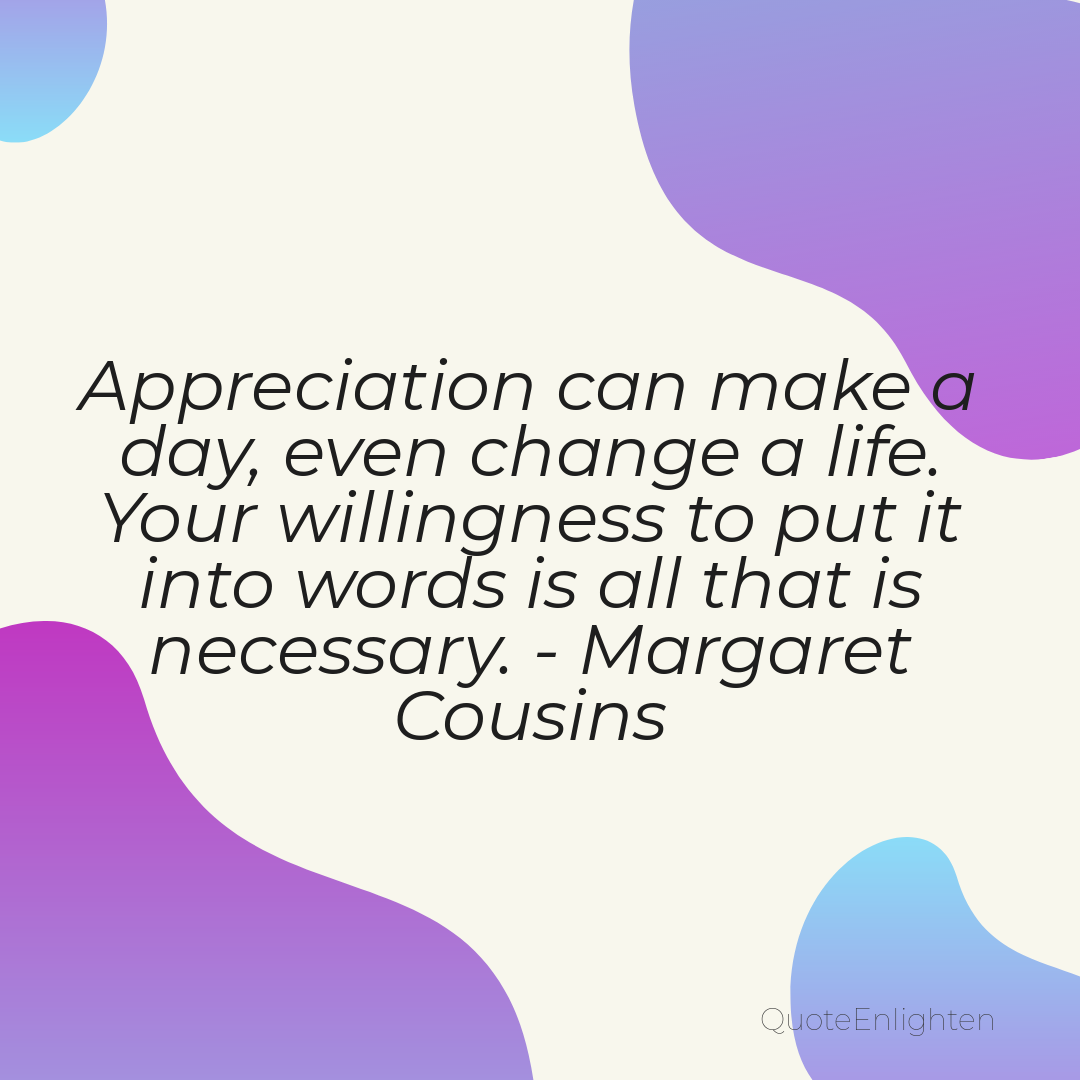 Appreciation can make a
day, even change a life.
Your willingness to put it
into words is all that is
necessary. - Margaret
Cousins
QuoteEnlighten